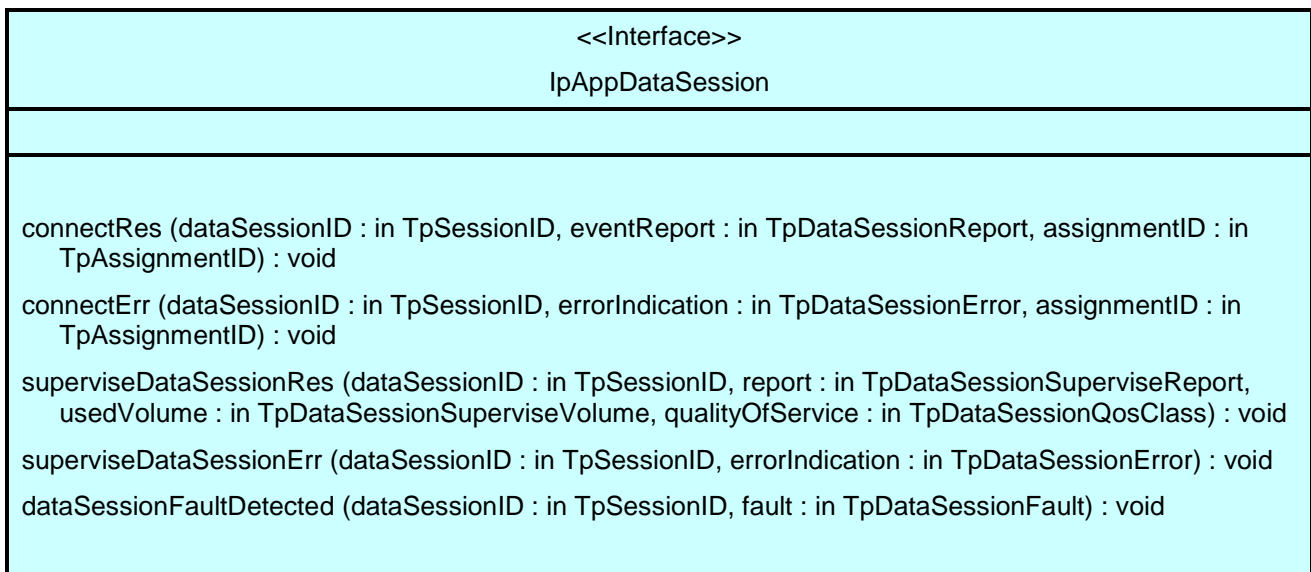 <<Interface>>
IpAppDataSession
connectRes (dataSessionID : in TpSessionID, eventReport : in TpDataSessionReport, assignmentID : in
TpAssignmentID) : void
connectErr (dataSessionID : in TpSessionID, errorIndication : in TpDataSessionError, assignmentID : in
TpAssignmentID) : void
superviseDataSessionRes (dataSessionID : in TpSessionID, report : in TpDataSessionSuperviseReport,
usedVolume : in TpDataSessionSuperviseVolume, qualityOfService : in TpDataSessionQosClass) : void
superviseDataSessionErr (dataSessionID : in TpSessionID, errorIndication : in TpDataSessionError) : void
dataSessionFaultDetected (dataSessionID : in TpSessionID, fault : in TpDataSessionFault) : void